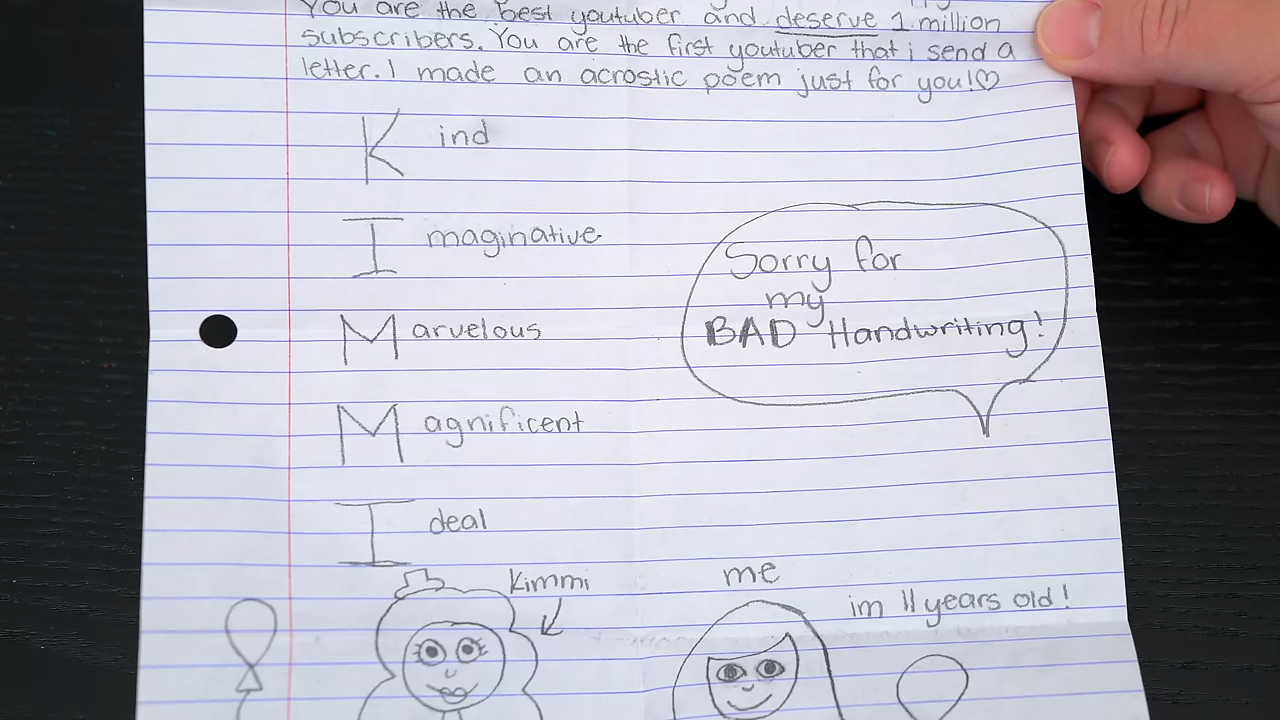 You are the best youtuber and deserve 1 million
subscribers. You are the first youtuber that i send a
letter. I made an acrostic poem just for you!♡
Kind
Imaginative
Sorry for
my
BAD Handwriting!
Marvelous
Magnificent
Ideal
Kimmi
me
im 11 years old!